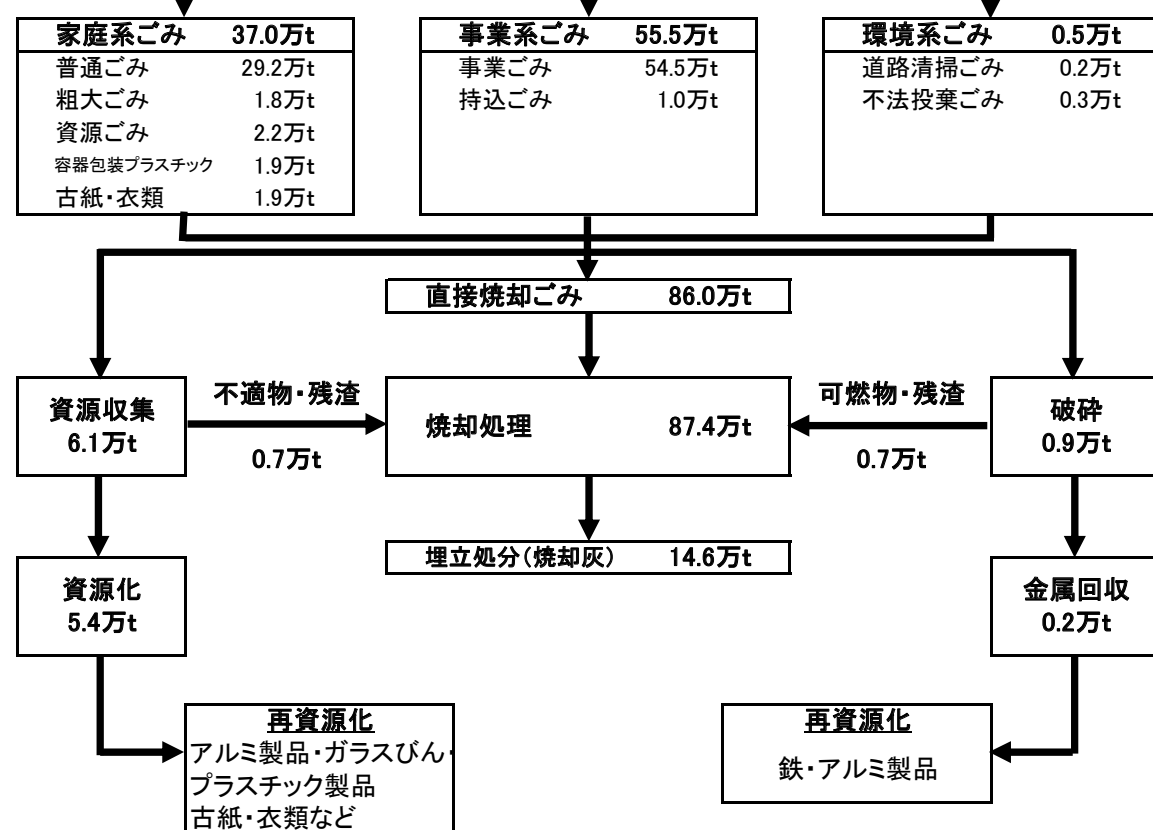 家庭系ごみ 37.0万t
普通ごみ 29.2万t
粗大ごみ 1.8万t
資源ごみ 2.2万t
容器包装プラスチック 1.9万t
古紙・衣類 1.9万t
事業系ごみ 55.5万t
事業ごみ 54.5万t
持込ごみ 1.0万t
環境系ごみ 0.5万t
道路清掃ごみ 0.2万t
不法投棄ごみ 0.3万t
直接焼却ごみ 86.0万t
資源収集
6.1万t
不適物・残渣
0.7万t
焼却処理 87.4万t
可燃物・残渣
0.7万t
破砕
0.9万t
資源化
5.4万t
埋立処分(焼却灰) 14.6万t
金属回収
0.2万t
再資源化
アルミ製品・ガラスびん・
プラスチック製品
古紙・衣類など
再資源化
鉄・アルミ製品